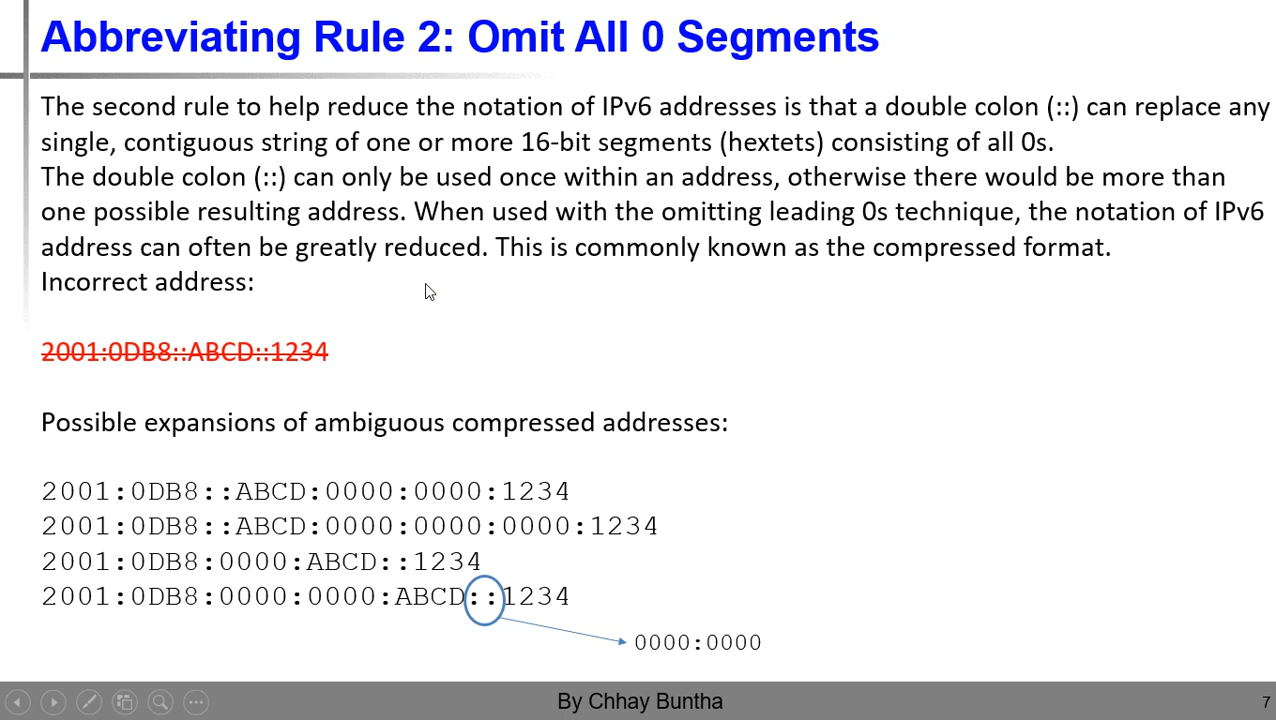 Abbreviating Rule 2: Omit All 0 Segments
The second rule to help reduce the notation of IPv6 addresses is that a double colon (::) can replace any
single, contiguous string of one or more 16-bit segments (hextets) consisting of all 0s.
The double colon (::) can only be used once within an address, otherwise there would be more than
one possible resulting address. When used with the omitting leading 0s technique, the notation of IPv6
address can often be greatly reduced. This is commonly known as the compressed format.
Incorrect address:
2001:0DB8::ABCD::1234
Possible expansions of ambiguous compressed addresses:
2001:0DB8::ABCD:0000:0000:1234
2001:0DB8::ABCD:0000:0000:0000:1234
2001:0DB8:0000:ABCD::1234
2001:0DB8:0000:0000:ABCD::1234
0000:0000
By Chhay Buntha
7